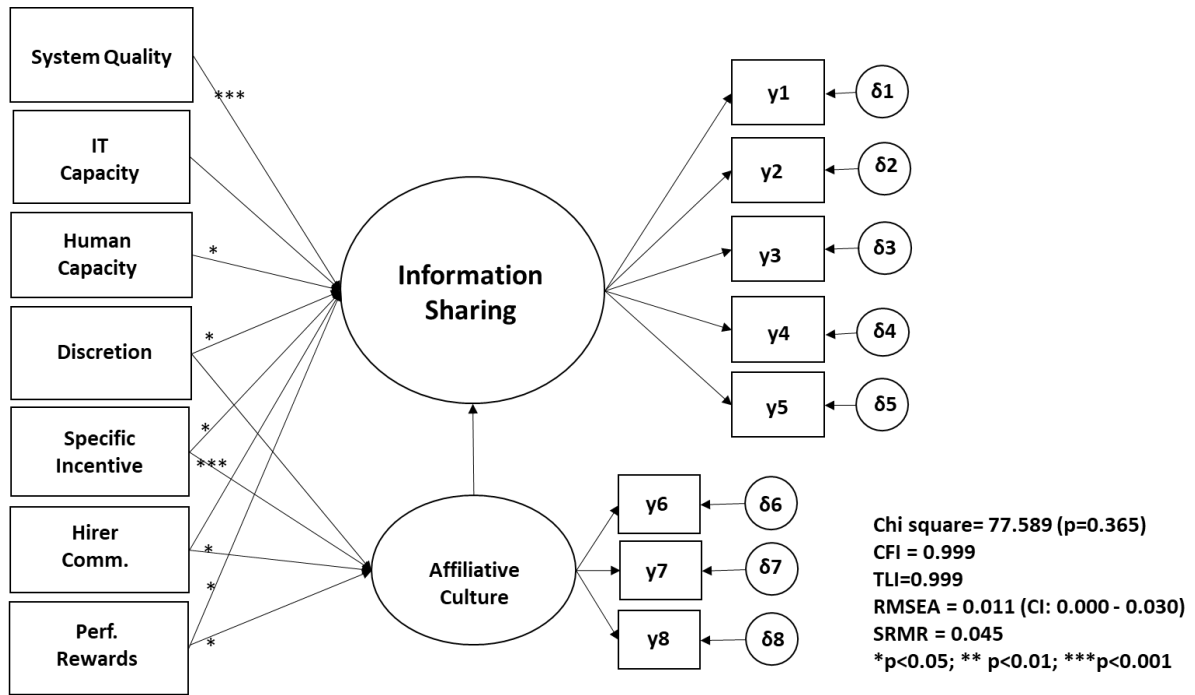 System Quality
***
IT
Capacity
Human
Capacity
*
Discretion
*
Specific
Incentive
*
***
Hirer
Comm.
*
Perf.
Rewards
*
*
Information
Sharing
Affiliative
Culture
y1
δ1
y2
δ2
y3
δ3
y4
δ4
y5
δ5
y6
δ6
y7
δ7
y8
δ8
Chi square= 77.589 (p=0.365)
CFI = 0.999
TLI=0.999
RMSEA = 0.011 (CI: 0.000 - 0.030)
SRMR = 0.045
*p<0.05; ** p<0.01; ***p<0.001